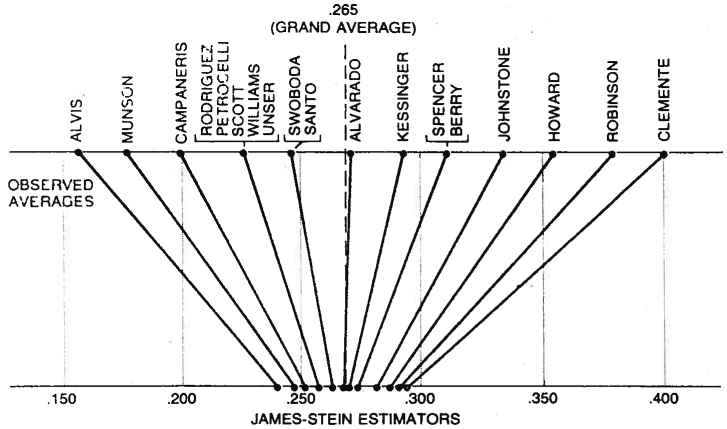 .265
(GRAND AVERAGE)
ALVIS
MUNSON
CAMPANERIS
RODRIGUEZ
PETROCELLI
SCOTT
WILLIAMS
UNSER
SWOBODA
SANTO
ALVARADO
KESSINGER
SPENCER
BERRY
JOHNSTONE
HOWARD
ROBINSON
CLEMENTE
OBSERVED
AVERAGES
.150 .200 .250 .300 .350 .400
JAMES-STEIN ESTIMATORS